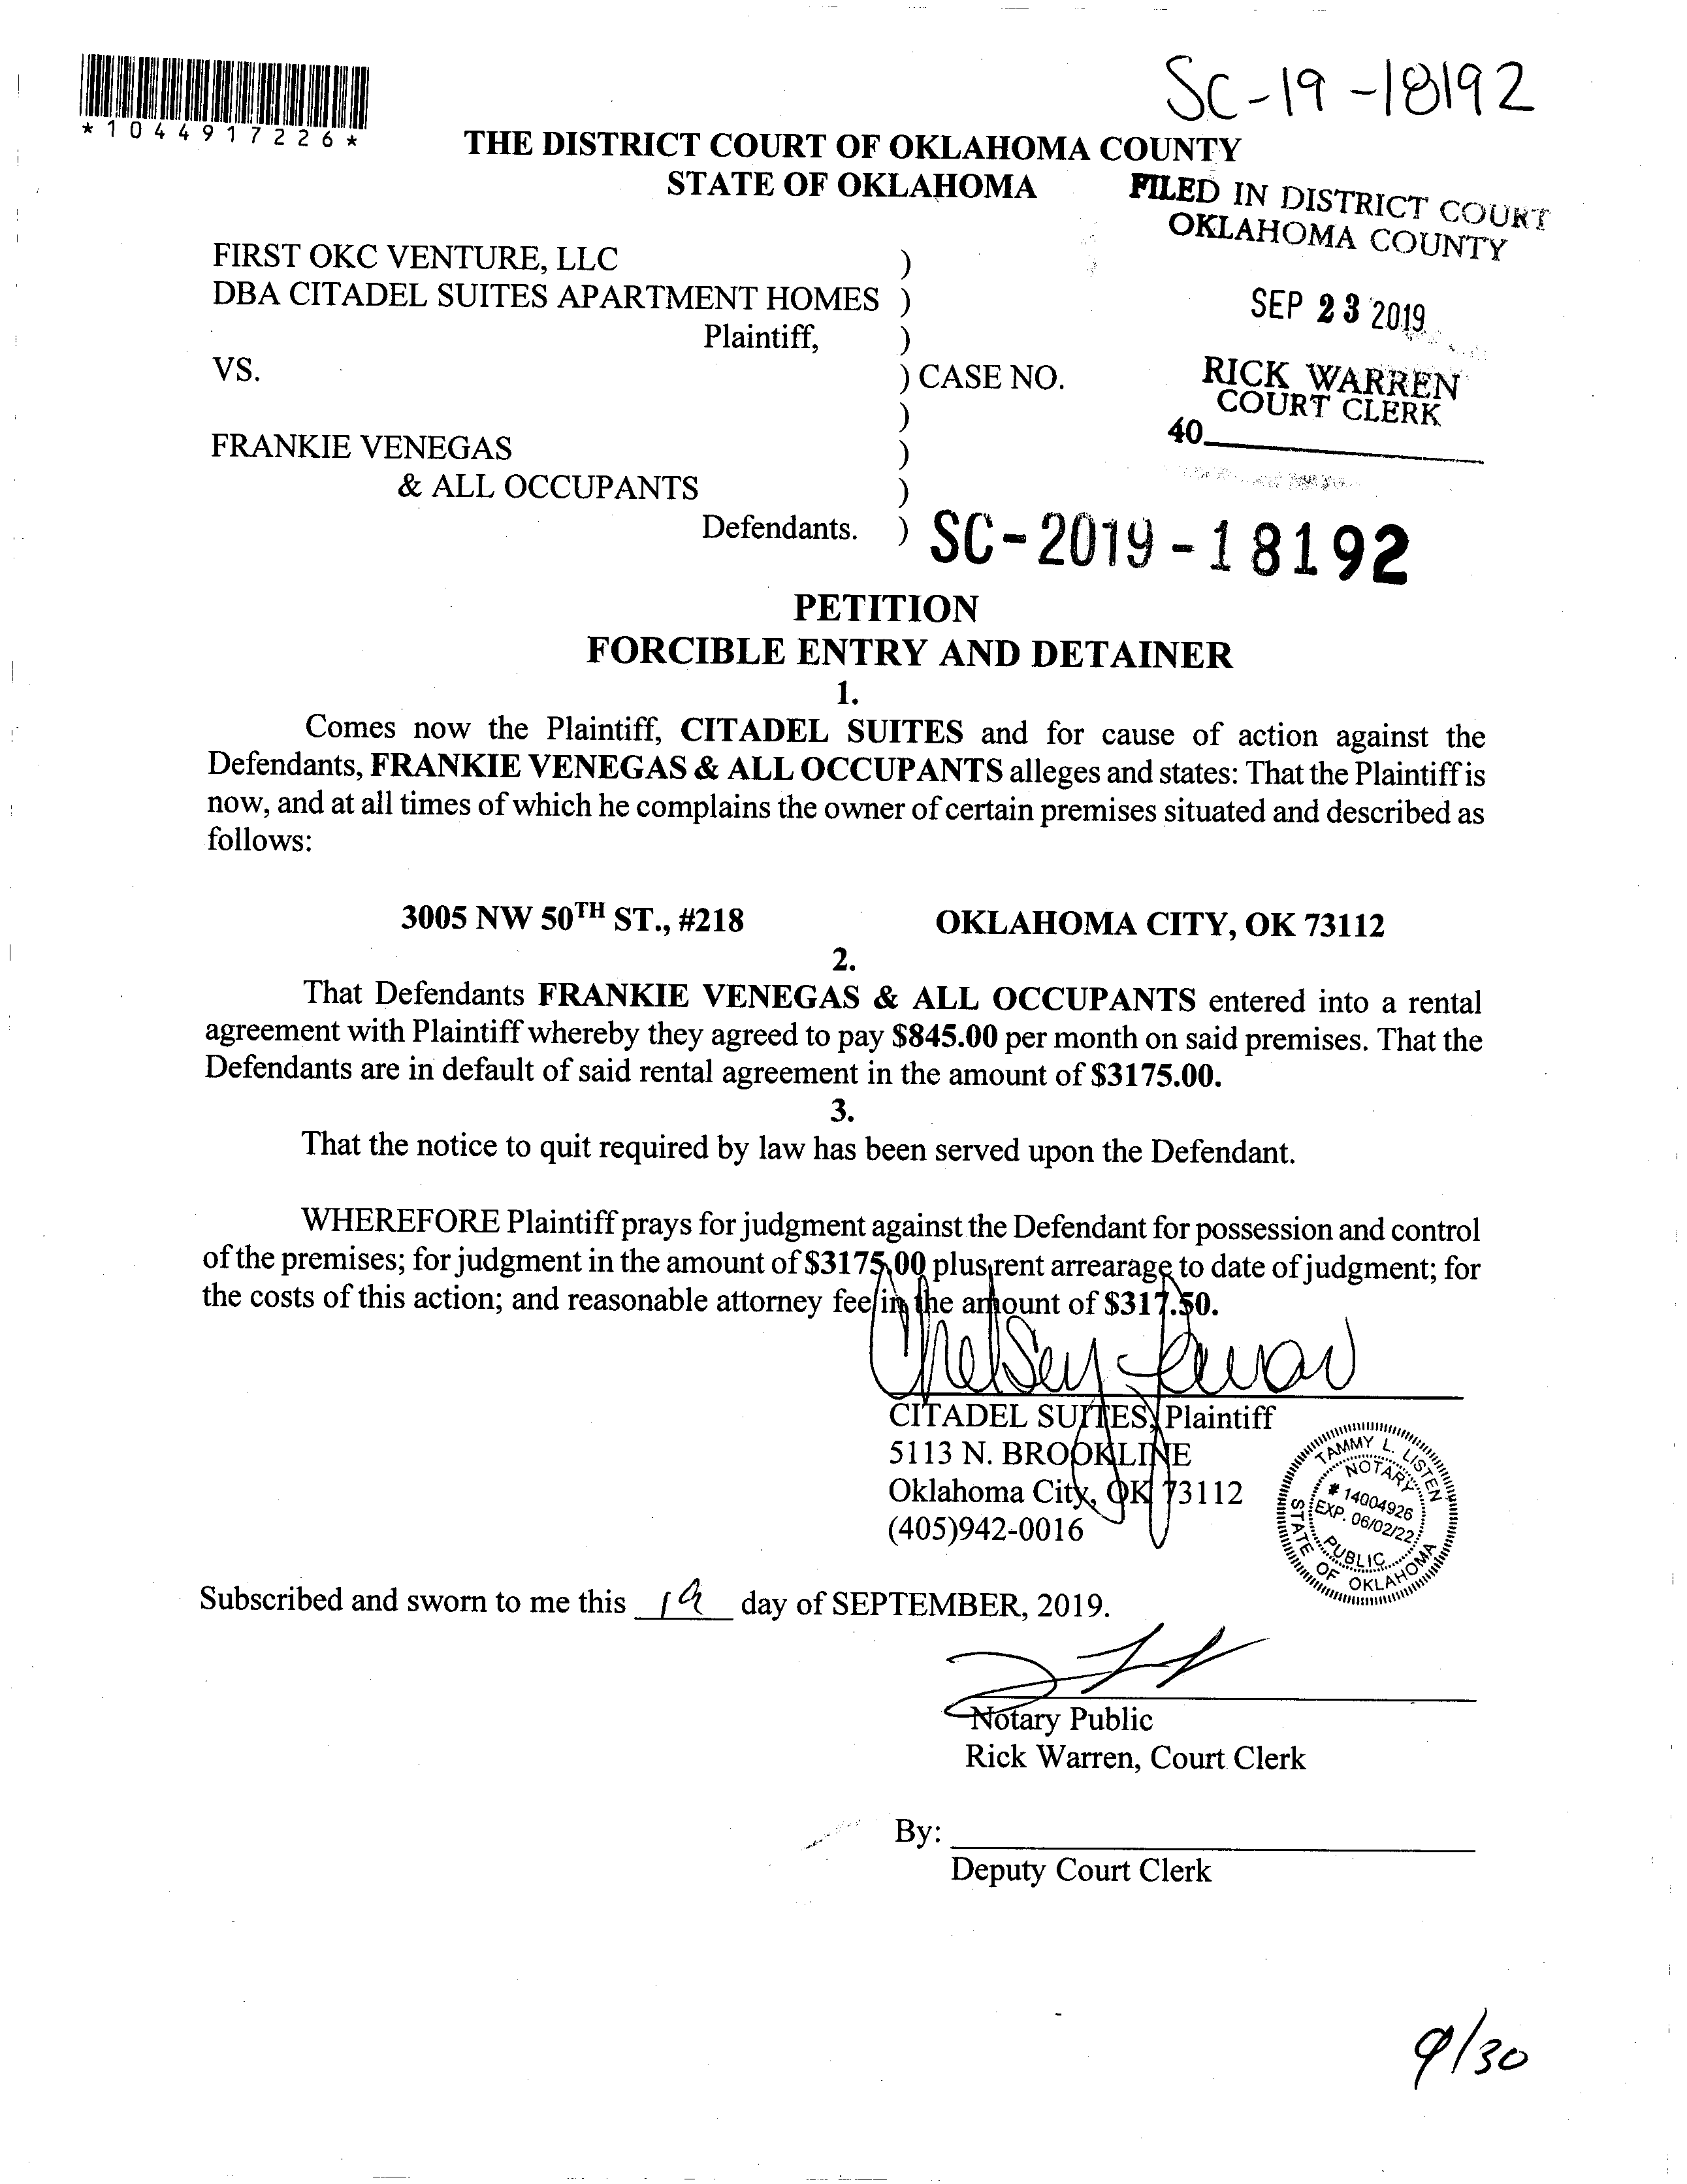 SC-19-18192
*1044917226*
THE DISTRICT COURT OF OKLAHOMA COUNTY
STATE OF OKLAHOMA
FILED IN DISTRICT COURT
OKLAHOMA COUNTY
FIRST OKC VENTURE, LLC )
DBA CITADEL SUITES APARTMENT HOMES )
SEP 23 2019
Plaintiff, )
VS. ) CASE NO.
RICK WARREN
COURT CLERK
)
40
FRANKIE VENEGAS )
& ALL OCCUPANTS )
Defendants. ) SC-2019-18192
PETITION
FORCIBLE ENTRY AND DETAINER
1.
Comes now the Plaintiff, CITADEL SUITES and for cause of action against the
Defendants, FRANKIE VENEGAS & ALL OCCUPANTS alleges and states: That the Plaintiff is
now, and at all times of which he complains the owner of certain premises situated and described as
follows:
3005 NW 50TH ST., #218 OKLAHOMA CITY, OK 73112
2.
That Defendants FRANKIE VENEGAS & ALL OCCUPANTS entered into a rental
agreement with Plaintiff whereby they agreed to pay $845.00 per month on said premises. That the
Defendants are in default of said rental agreement in the amount of $3175.00.
3.
That the notice to quit required by law has been served upon the Defendant.
WHEREFORE Plaintiff prays for judgment against the Defendant for possession and control
of the premises; for judgment in the amount of $3175.00 plus rent arrearage to date of judgment; for
the costs of this action; and reasonable attorney fee in the amount of $317.50.
Chelsey
CITADEL SUITES, Plaintiff
5113 N. BROOKLINE
Oklahoma City, OK 73112
(405)942-0016
TAMMY L. LISTEN
NOTARY
# 14004926
EXP. 06/02/22
PUBLIC
STATE OF OKLAHOMA
Subscribed and sworn to me this 19 day of SEPTEMBER, 2019.
Notary Public
Rick Warren, Court Clerk
By:
Deputy Court Clerk
9/30